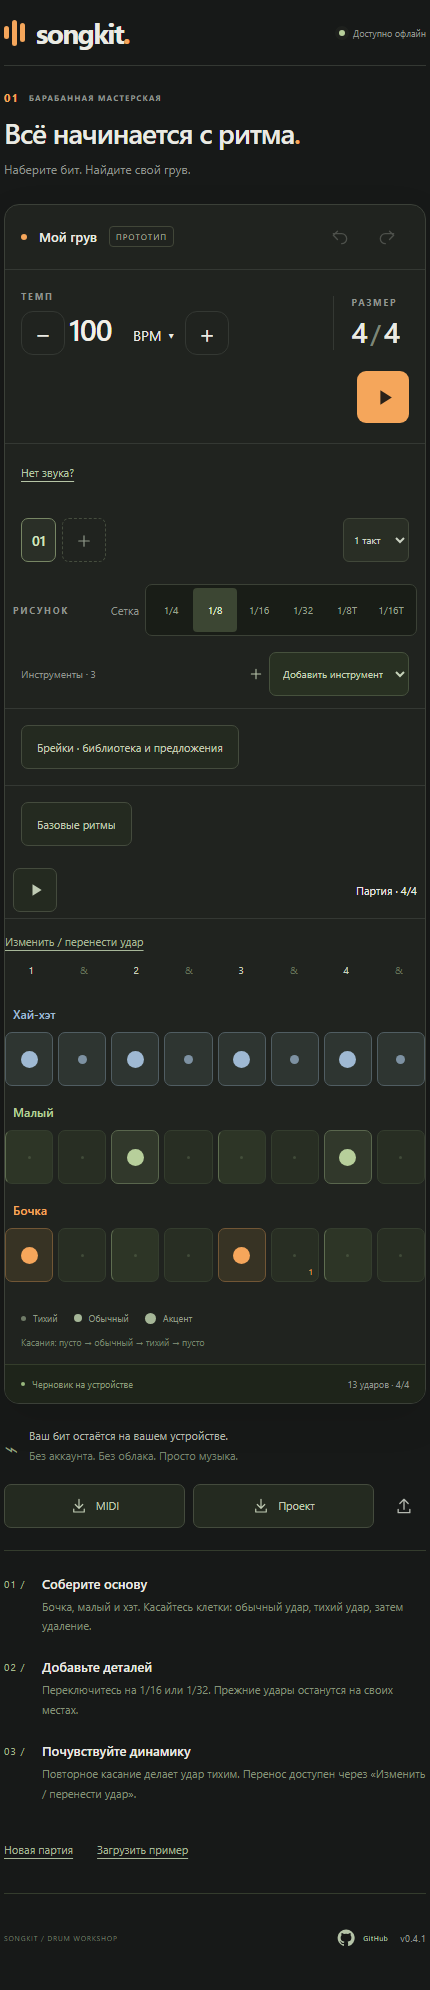 songkit.
Доступно офлайн
01 БАРАБАННАЯ МАСТЕРСКАЯ
Всё начинается с ритма.
Наберите бит. Найдите свой грув.
Мой грув ПРОТОТИП
ТЕМП
РАЗМЕР
− 100 BPM ▾ +
4/4
Нет звука?
01 +
1 такт
РИСУНОК Сетка 1/4 1/8 1/16 1/32 1/8T 1/16T
Инструменты · 3
+ Добавить инструмент
Брейки · библиотека и предложения
Базовые ритмы
Партия · 4/4
Изменить / перенести удар
1 & 2 & 3 & 4 &
Хай-хэт
Малый
Бочка
1
Тихий Обычный Акцент
Касания: пусто → обычный → тихий → пусто
Черновик на устройстве
13 ударов · 4/4
Ваш бит остаётся на вашем устройстве.
Без аккаунта. Без облака. Просто музыка.
MIDI
Проект
01 / Соберите основу
Бочка, малый и хэт. Касайтесь клетки: обычный удар, тихий удар, затем
удаление.
02 / Добавьте деталей
Переключитесь на 1/16 или 1/32. Прежние удары останутся на своих
местах.
03 / Почувствуйте динамику
Повторное касание делает удар тихим. Перенос доступен через «Изменить
/ перенести удар».
Новая партия Загрузить пример
SONGKIT / DRUM WORKSHOP
GitHub v0.4.1